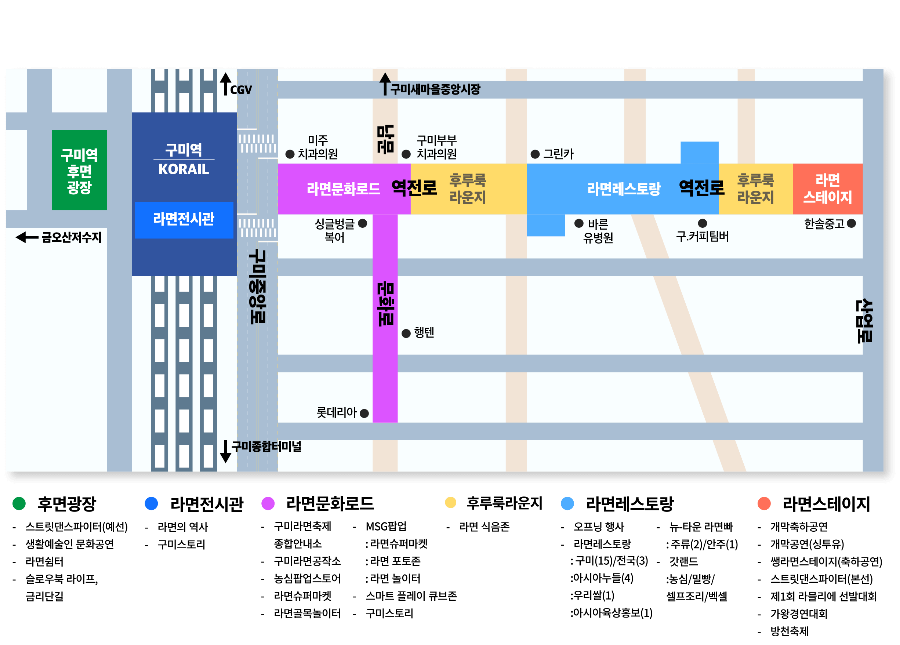 CGV
구미새마을중앙시장
구미역
후면
광장
구미역
KORAIL
라면전시관
금오산저수지
구미중앙로
구미종합터미널
미주
치과의원
남문
구미부부
치과의원
그린카
라면문화로드
역전로
후루룩
라운지
라면레스토랑
역전로
후루룩
라운지
라면
스테이지
싱글벙글
복어
바른
유병원
구.커피팀버
한솔중고
문화로
행텐
롯데리아
산업로
후면광장
- 스트릿댄스파이터(예선)
- 생활예술인 문화공연
- 라면쉼터
- 슬로우북 라이프,
금리단길
라면전시관
- 라면의 역사
- 구미스토리
라면문화로드
- 구미라면축제
종합안내소
- 구미라면공작소
- 농심팝업스토어
- 라면슈퍼마켓
- 라면골목놀이터
- MSG팝업
: 라면슈퍼마켓
: 라면 포토존
: 라면 놀이터
- 스마트 플레이 큐브존
- 구미스토리
후루룩라운지
- 라면 식음존
라면레스토랑
- 오프닝 행사
- 라면레스토랑
: 구미(15)/전국(3)
:아시아누들(4)
:우리쌀(1)
:아시아육상홍보(1)
- 뉴-타운 라면빠
: 주류(2)/안주(1)
- 갓랜드
:농심/밀빵/
셀프조리/벡셀
라면스테이지
- 개막축하공연
- 개막공연(싱투유)
- 쌩라면스테이지(축하공연)
- 스트릿댄스파이터(본선)
- 제1회 라믈리에 선발대회
- 가왕경연대회
- 방천축제